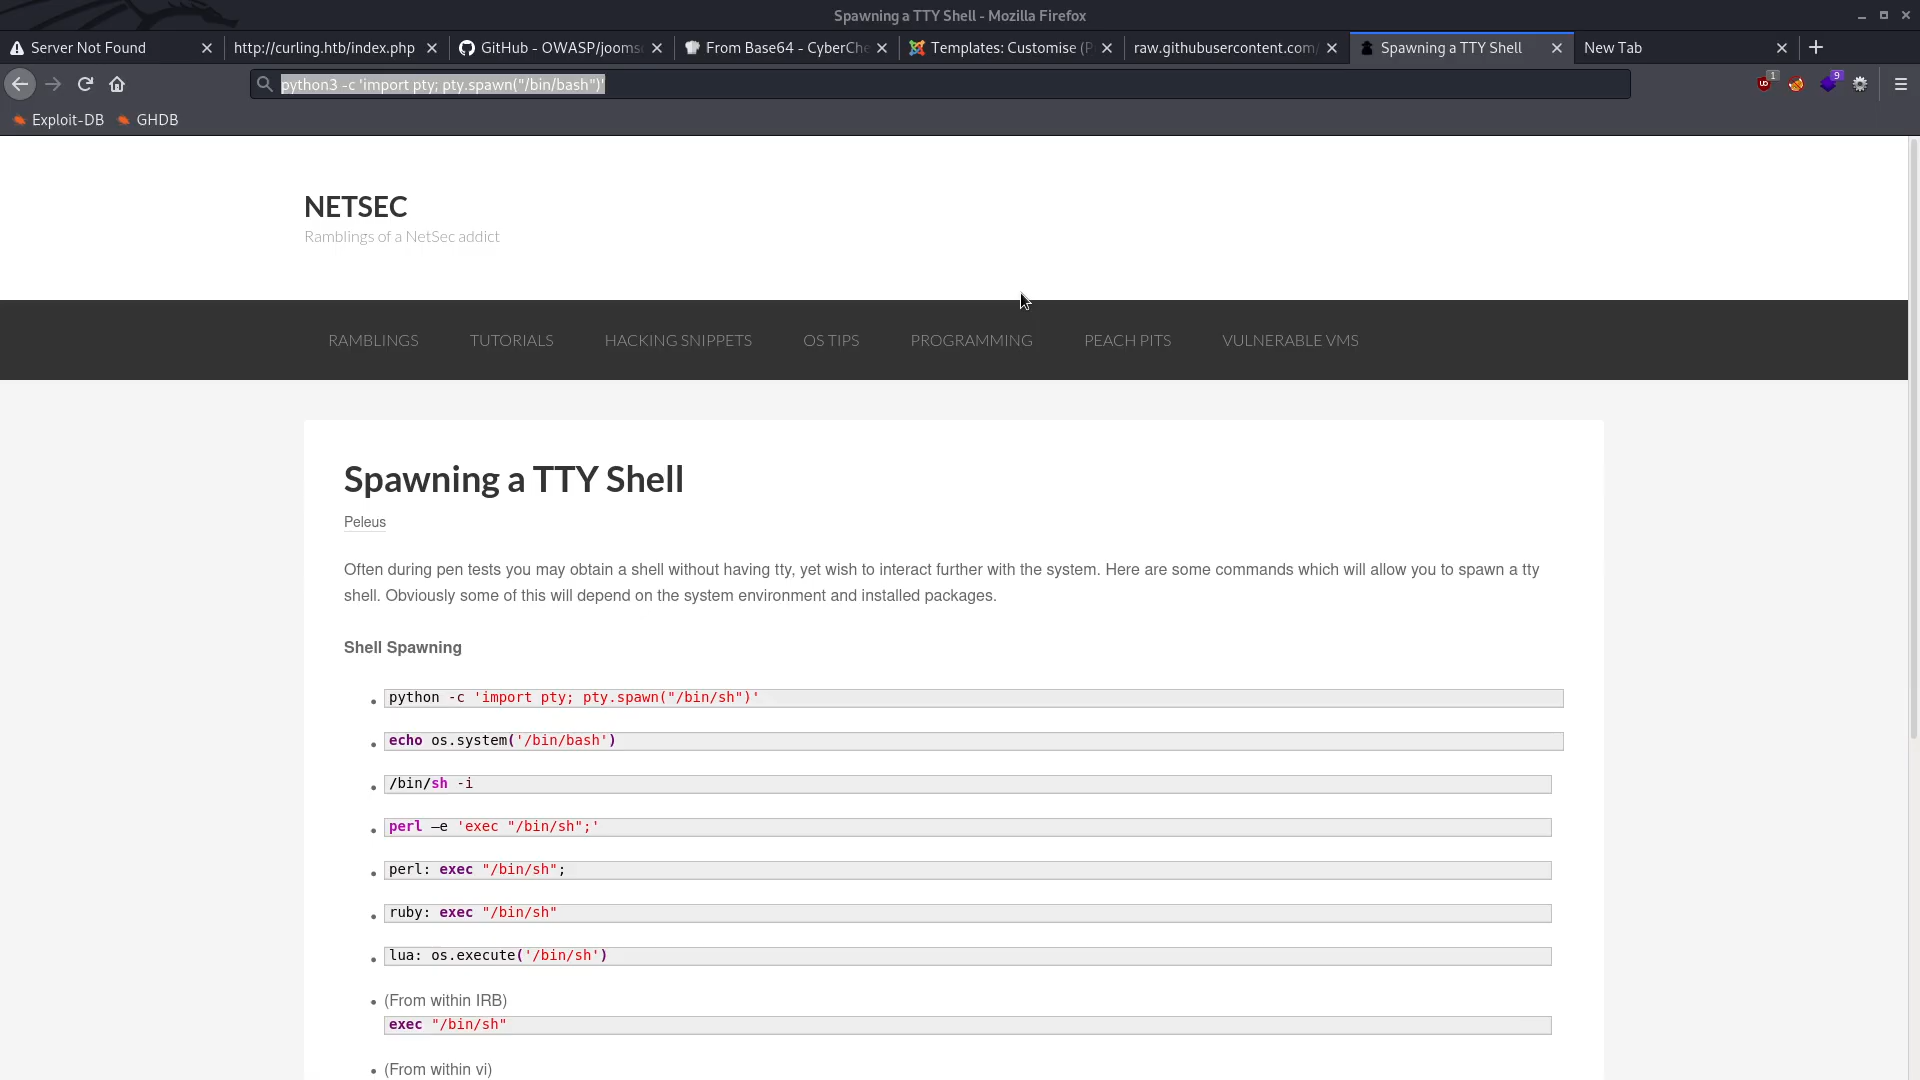 Spawning a TTY Shell - Mozilla Firefox
Server Not Found
http://curling.htb/index.php
GitHub - OWASP/jooms
From Base64 - CyberChe
Templates: Customise (P
raw.githubusercontent.com/
Spawning a TTY Shell
New Tab
python3 -c 'import pty; pty.spawn("/bin/bash")'
1
9
Exploit-DB
GHDB
NETSEC
Ramblings of a NetSec addict
RAMBLINGS
TUTORIALS
HACKING SNIPPETS
OS TIPS
PROGRAMMING
PEACH PITS
VULNERABLE VMS
Spawning a TTY Shell
Peleus
Often during pen tests you may obtain a shell without having tty, yet wish to interact further with the system. Here are some commands which will allow you to spawn a tty
shell. Obviously some of this will depend on the system environment and installed packages.
Shell Spawning
python -c 'import pty; pty.spawn("/bin/sh")'
echo os.system('/bin/bash')
/bin/sh -i
perl —e 'exec "/bin/sh";'
perl: exec "/bin/sh";
ruby: exec "/bin/sh"
lua: os.execute('/bin/sh')
(From within IRB)
exec "/bin/sh"
(From within vi)